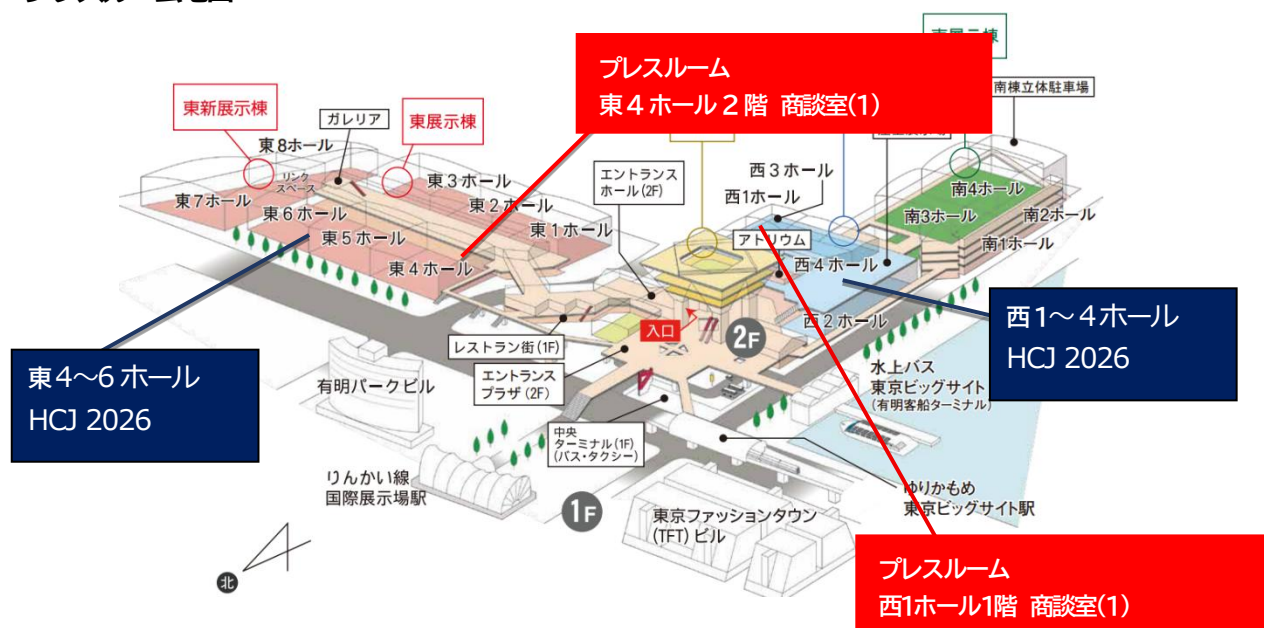 プレスルーム
東4ホール2階 商談室(1)
南棟立体駐車場
東新展示棟
ガレリア
東展示棟
東8ホール
リンク
スペース
東7ホール
東6ホール
東5ホール
東4ホール
東3ホール
東2ホール
東1ホール
エントランス
ホール(2F)
西3ホール
西1ホール
アトリウム
西4ホール
西2ホール
南4ホール
南3ホール
南2ホール
南1ホール
入口
2F
レストラン街(1F)
エントランス
プラザ(2F)
中央
ターミナル(1F)
(バス・タクシー)
有明パークビル
東4~6ホール
HCJ 2026
西1~4ホール
HCJ 2026
水上バス
東京ビッグサイト
(有明客船ターミナル)
りんかい線
国際展示場駅
1F
東京ファッションタウン
(TFT)ビル
ゆりかもめ
東京ビッグサイト駅
北
プレスルーム
西1ホール1階 商談室(1)